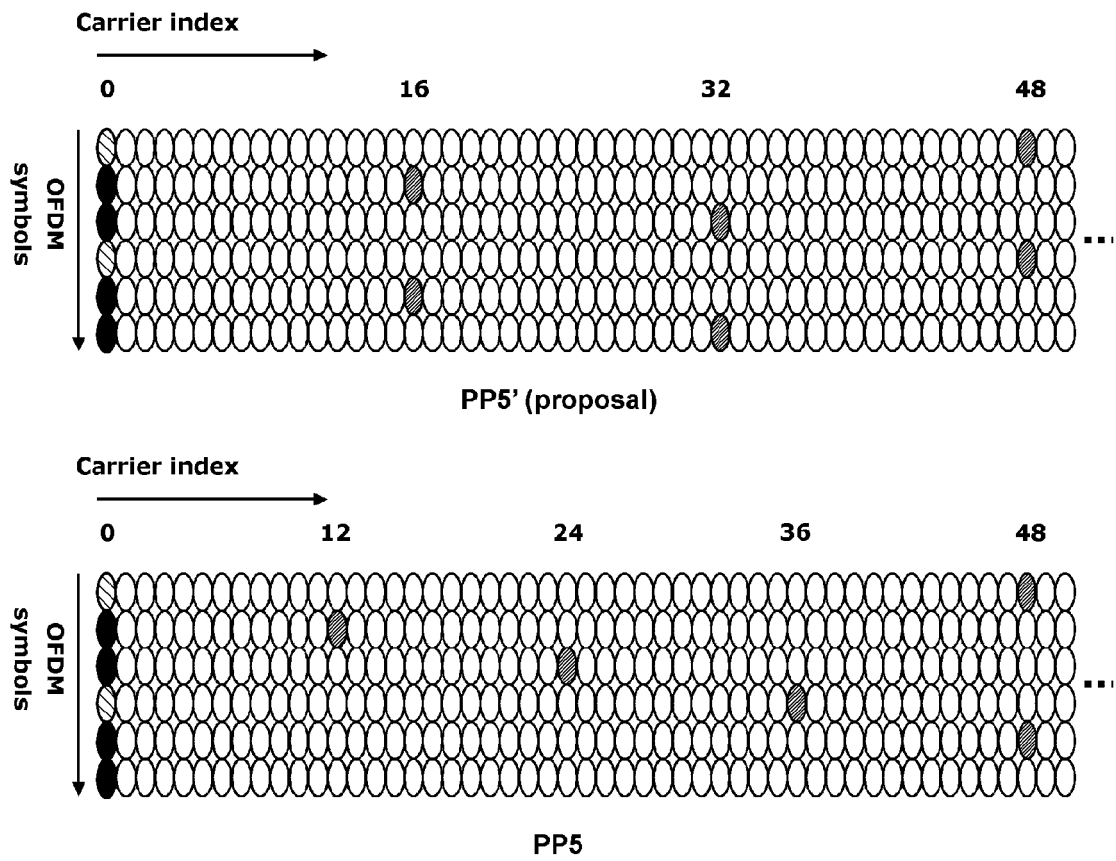 Carrier index
0 16 32 48
OFDM
symbols
...
PP5' (proposal)
Carrier index
0 12 24 36 48
OFDM
symbols
...
PP5